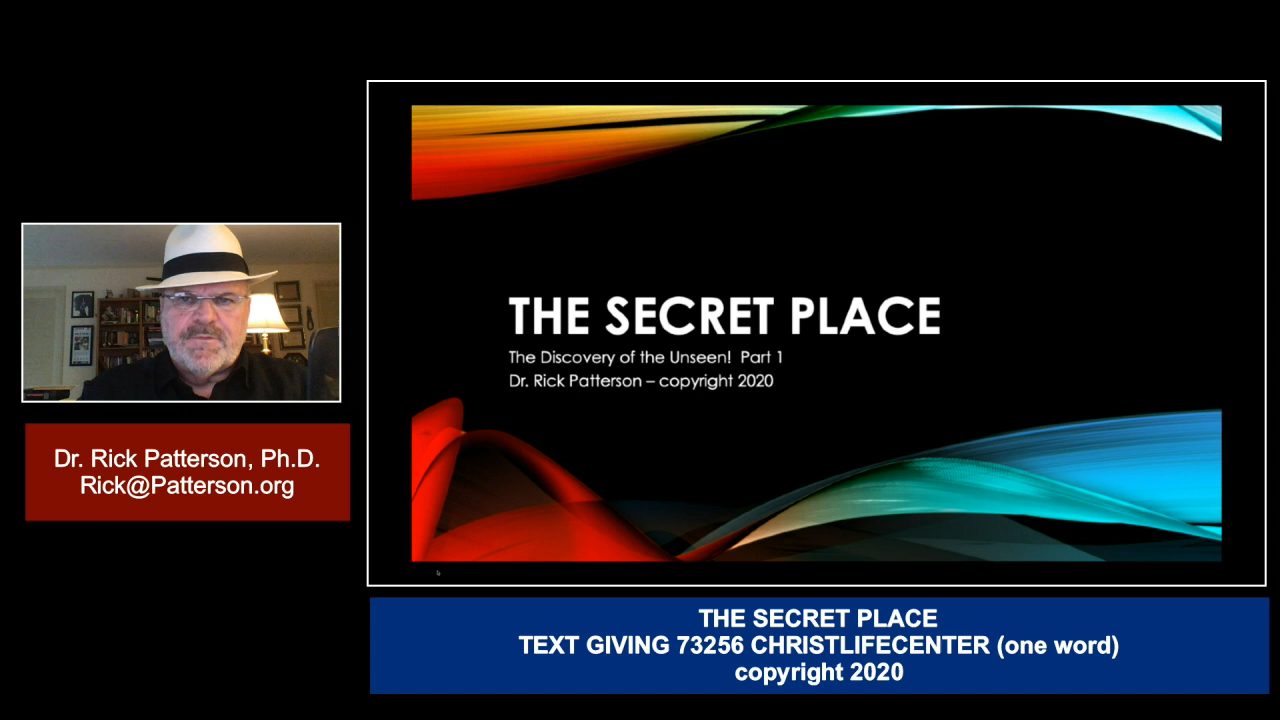 THE SECRET PLACE
The Discovery of the Unseen! Part 1
Dr. Rick Patterson – copyright 2020
Dr. Rick Patterson, Ph.D.
Rick@Patterson.org
THE SECRET PLACE
TEXT GIVING 73256 CHRISTLIFECENTER (one word)
copyright 2020